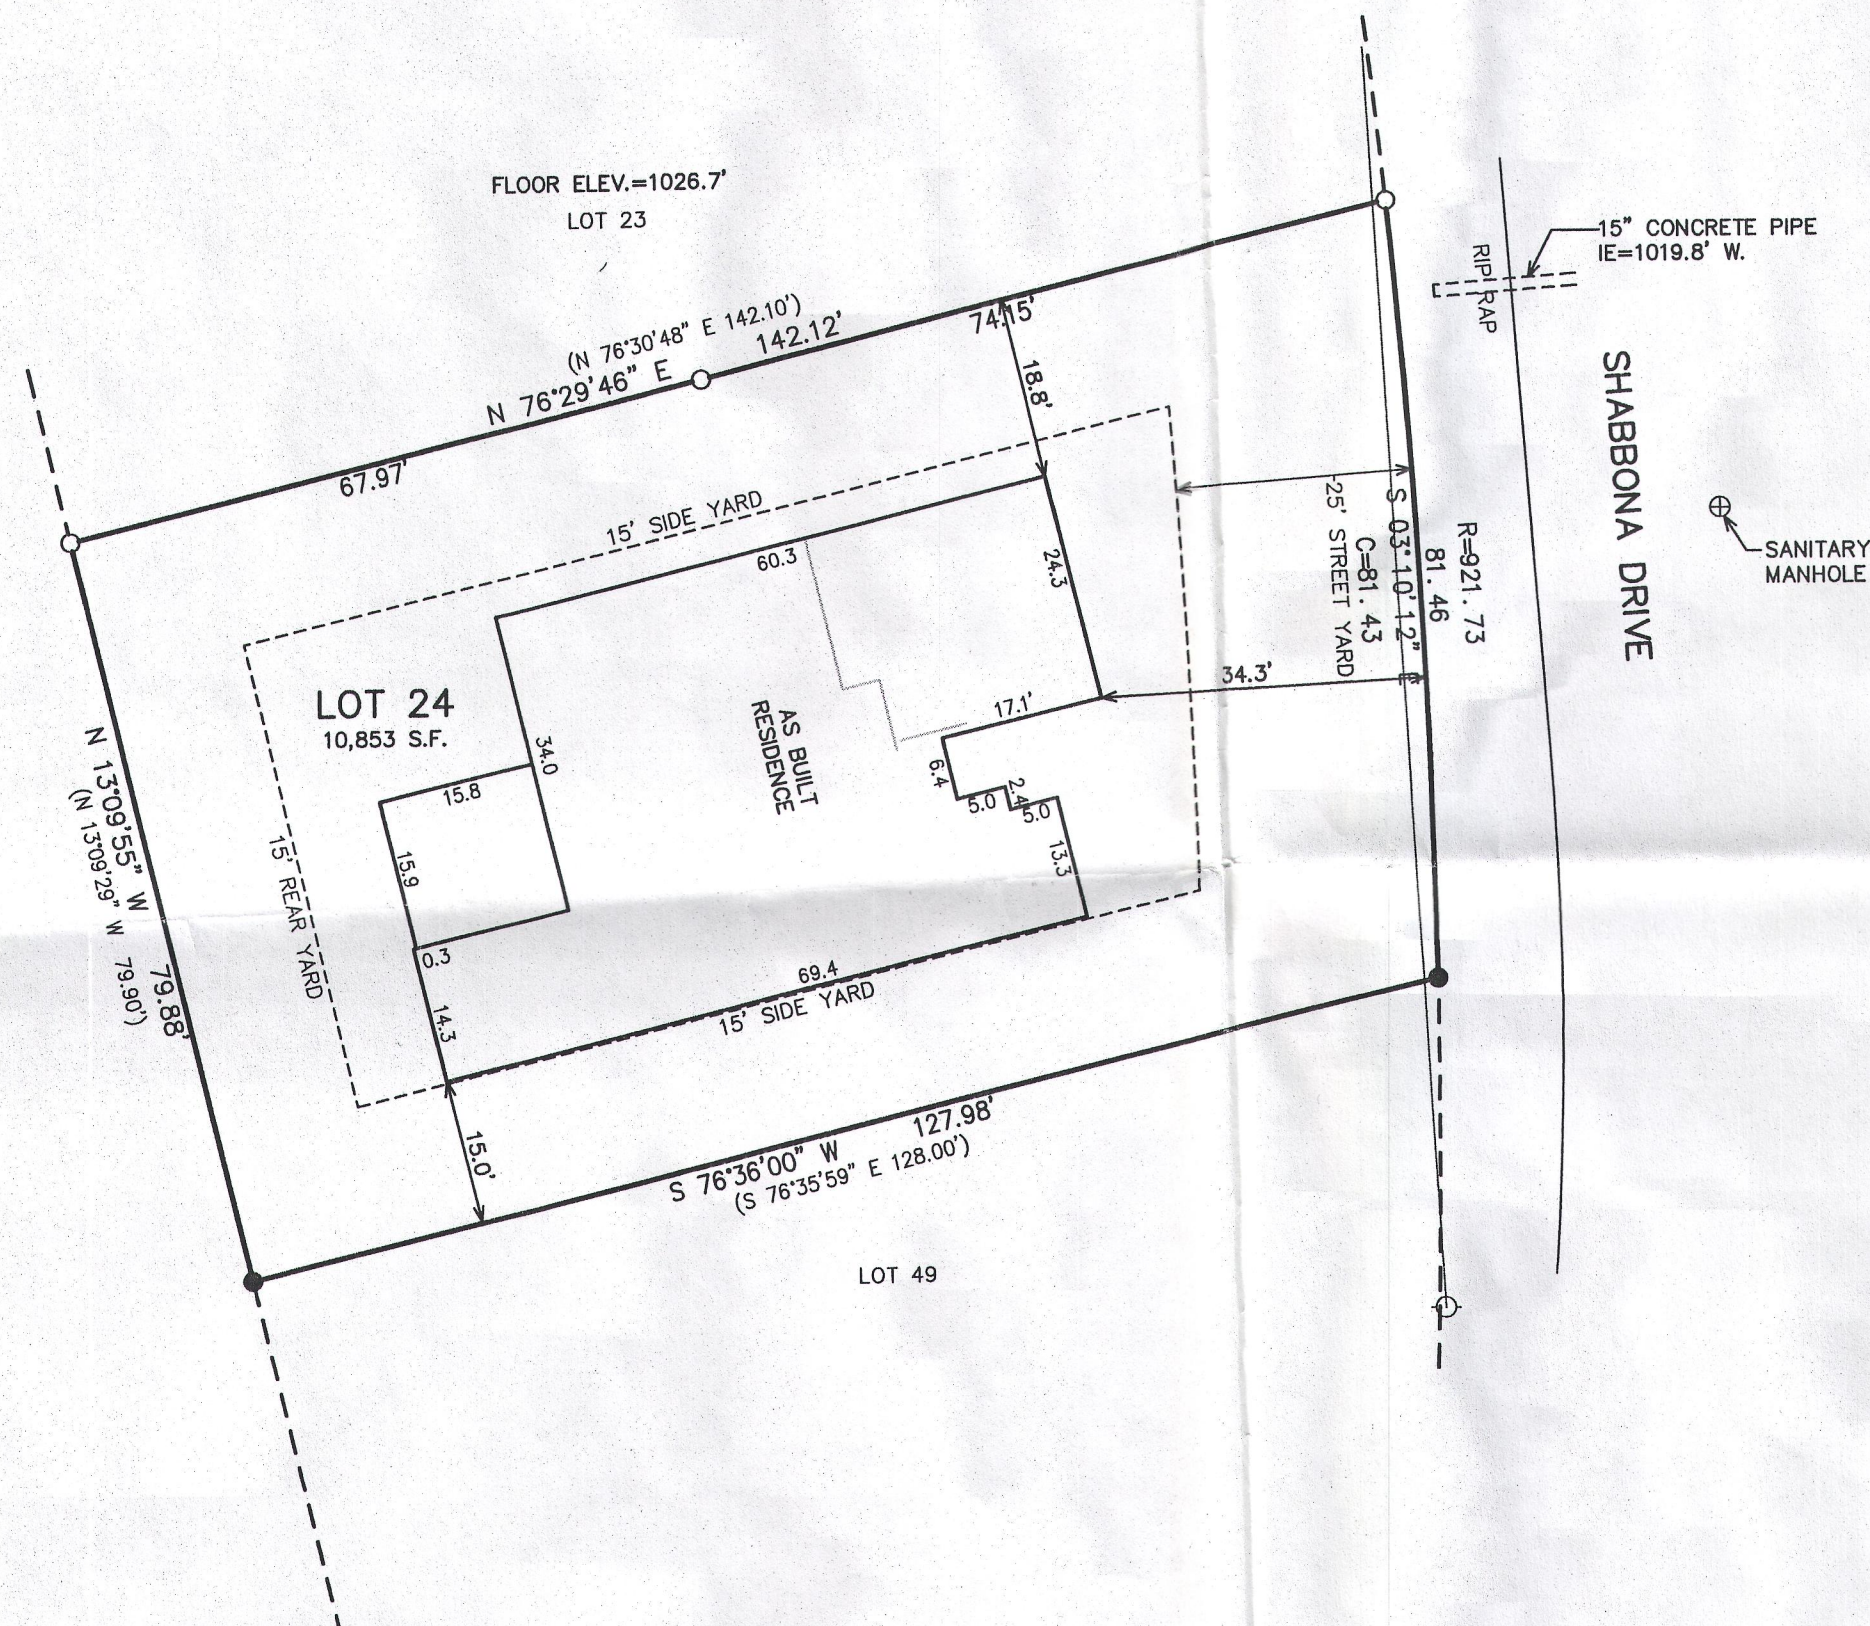 FLOOR ELEV.=1026.7'
LOT 23
15" CONCRETE PIPE
IE=1019.8' W.
RIP RAP
(N 76°30'48" E 142.10')
142.12'
N 76°29'46" E
74.15'
67.97'
18.8'
15' SIDE YARD
60.3
24.3
25' STREET YARD
S 03°10'12" E
C=81.43
81.46
R=921.73
SHABBONA DRIVE
SANITARY
MANHOLE
34.3'
LOT 24
10,853 S.F.
34.0
AS BUILT
RESIDENCE
17.1'
6.4
5.0
2.4
5.0
13.3
15.8
15.9
0.3
14.3
15' REAR YARD
N 13°09'55" W 79.88'
(N 13°09'29" W 79.90')
69.4
15' SIDE YARD
15.0'
127.98'
S 76°36'00" W
(S 76°35'59" E 128.00')
LOT 49